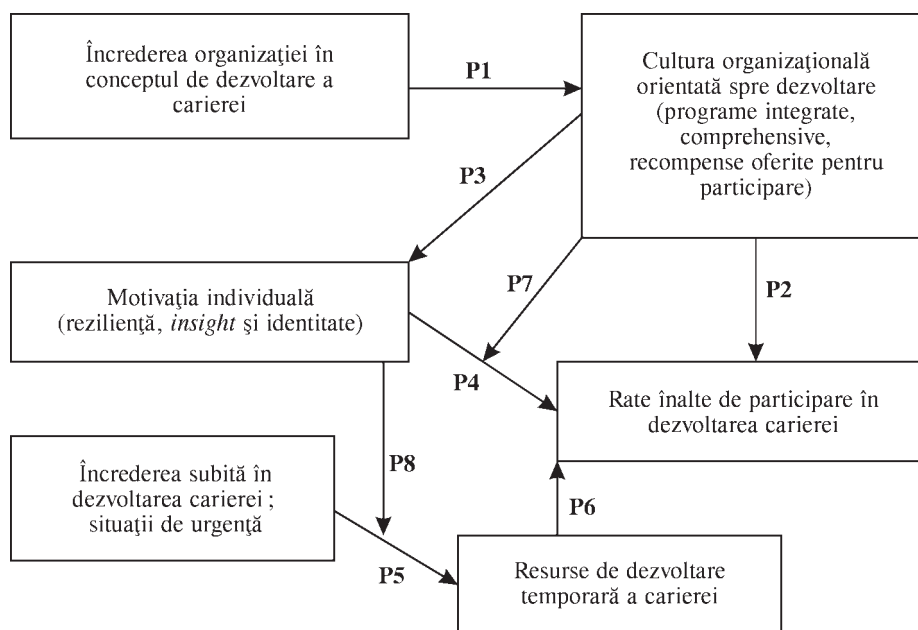 Încrederea organizaţiei în
conceptul de dezvoltare a
carierei
P1
Cultura organizaţională
orientată spre dezvoltare
(programe integrate,
comprehensive,
recompense oferite pentru
participare)
P3
P7
P2
Motivaţia individuală
(rezilienţă, insight şi identitate)
P4
Rate înalte de participare în
dezvoltarea carierei
Încrederea subită în
dezvoltarea carierei ;
situaţii de urgenţă
P8
P6
P5
Resurse de dezvoltare
temporară a carierei